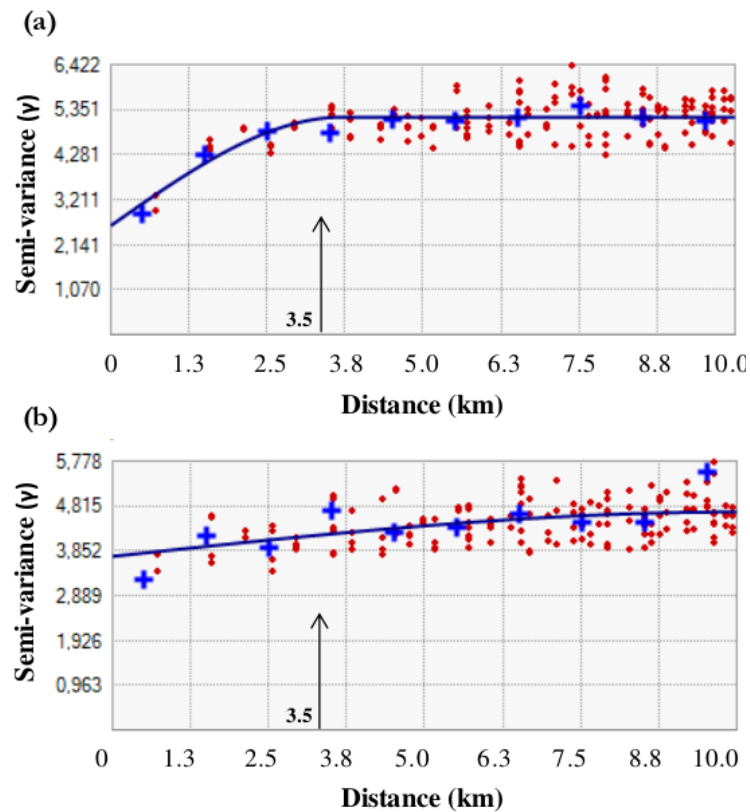 (a)
6,422
5,351
4,281
3,211
2,141
1,070
Semi-variance (γ)
3.5
0 1.3 2.5 3.8 5.0 6.3 7.5 8.8 10.0
Distance (km)
(b)
5,778
4,815
3,852
2,889
1,926
0,963
Semi-variance (γ)
3.5
0 1.3 2.5 3.8 5.0 6.3 7.5 8.8 10.0
Distance (km)